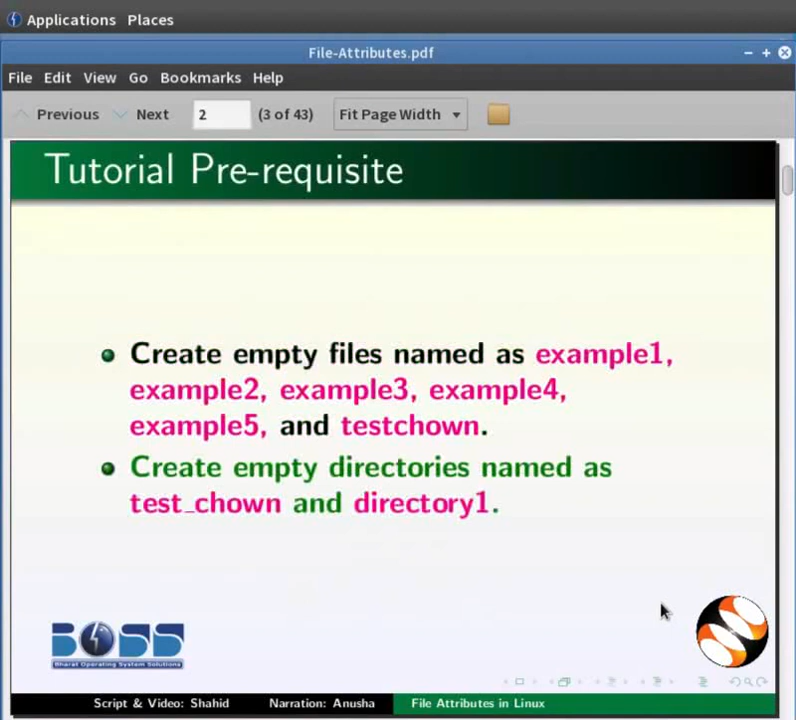 Applications Places
File-Attributes.pdf
File Edit View Go Bookmarks Help
Previous Next 2 (3 of 43) Fit Page Width
Tutorial Pre-requisite
Create empty files named as example1,
example2, example3, example4,
example5, and testchown.
Create empty directories named as
test_chown and directory1.
BOSS
Bharat Operating System Solutions
Script & Video: Shahid Narration: Anusha File Attributes in Linux